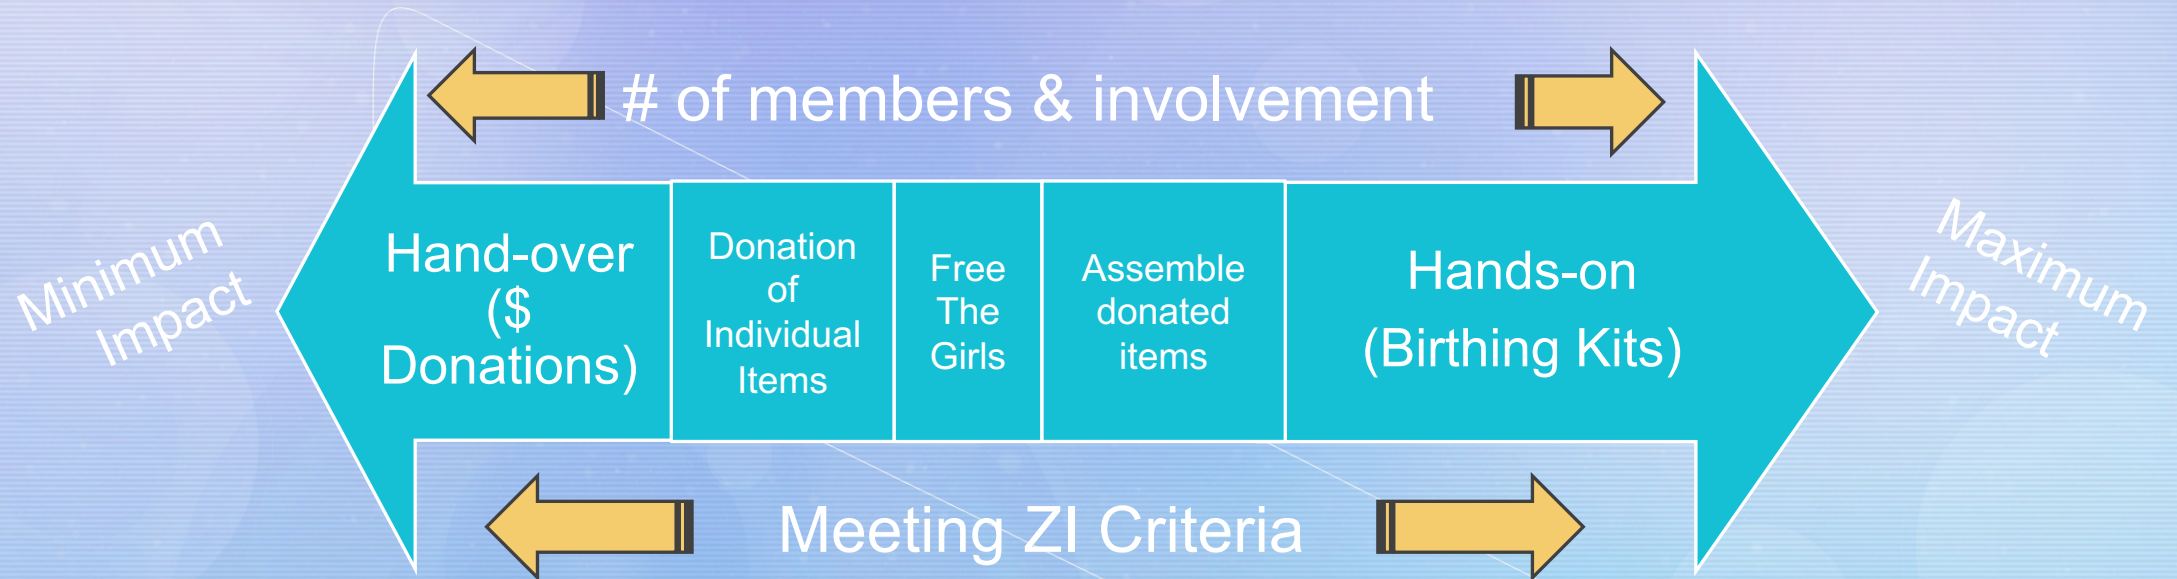 # of members & involvement
Minimum
Impact
Hand-over
($
Donations)
Donation
of
Individual
Items
Free
The
Girls
Assemble
donated
items
Hands-on
(Birthing Kits)
Maximum
Impact
Meeting ZI Criteria